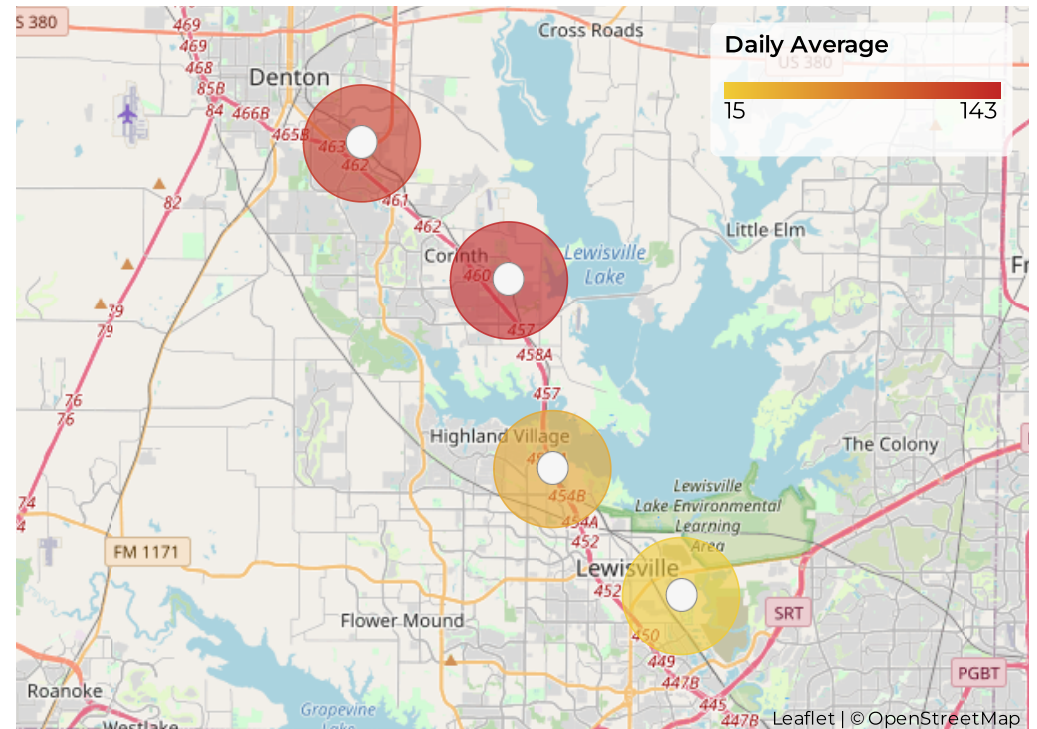 S 380
469
469
468
85B
84
466B
465B
463
462
461
462
82
79
79
76
76
74
4
Denton
Cross Roads
US 380
Daily Average
15
143
Little Elm
Corinth
460
457
458A
457
Lewisville
Lake
Fr
Highland Village
454B
454A
452
The Colony
Lewisville
Lake Environmental
Learning
Area
FM 1171
Lewisville
452
450
449
447B
445
447B
SRT
PGBT
Flower Mound
Roanoke
Westlake
Grapevine
Lake
Leaflet | © OpenStreetMap